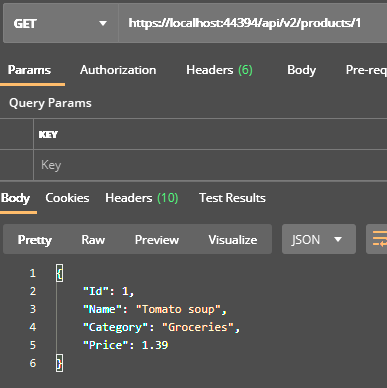 GET https://localhost:44394/api/v2/products/1
Params Authorization Headers (6) Body Pre-req
Query Params
KEY
Key
Body Cookies Headers (10) Test Results
Pretty Raw Preview Visualize JSON
1 {
2 "Id": 1,
3 "Name": "Tomato soup",
4 "Category": "Groceries",
5 "Price": 1.39
6 }